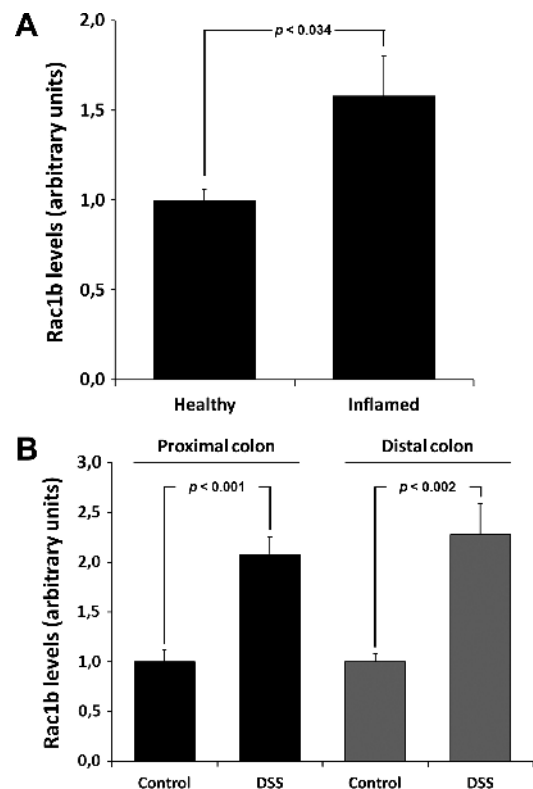 A
Rac1b levels (arbitrary units)
2,0
1,5
1,0
0,5
0,0
p < 0.034
Healthy Inflamed
B
Proximal colon Distal colon
Rac1b levels (arbitrary units)
3,0
2,5
2,0
1,5
1,0
0,5
0,0
p < 0.001 p < 0.002
Control DSS Control DSS